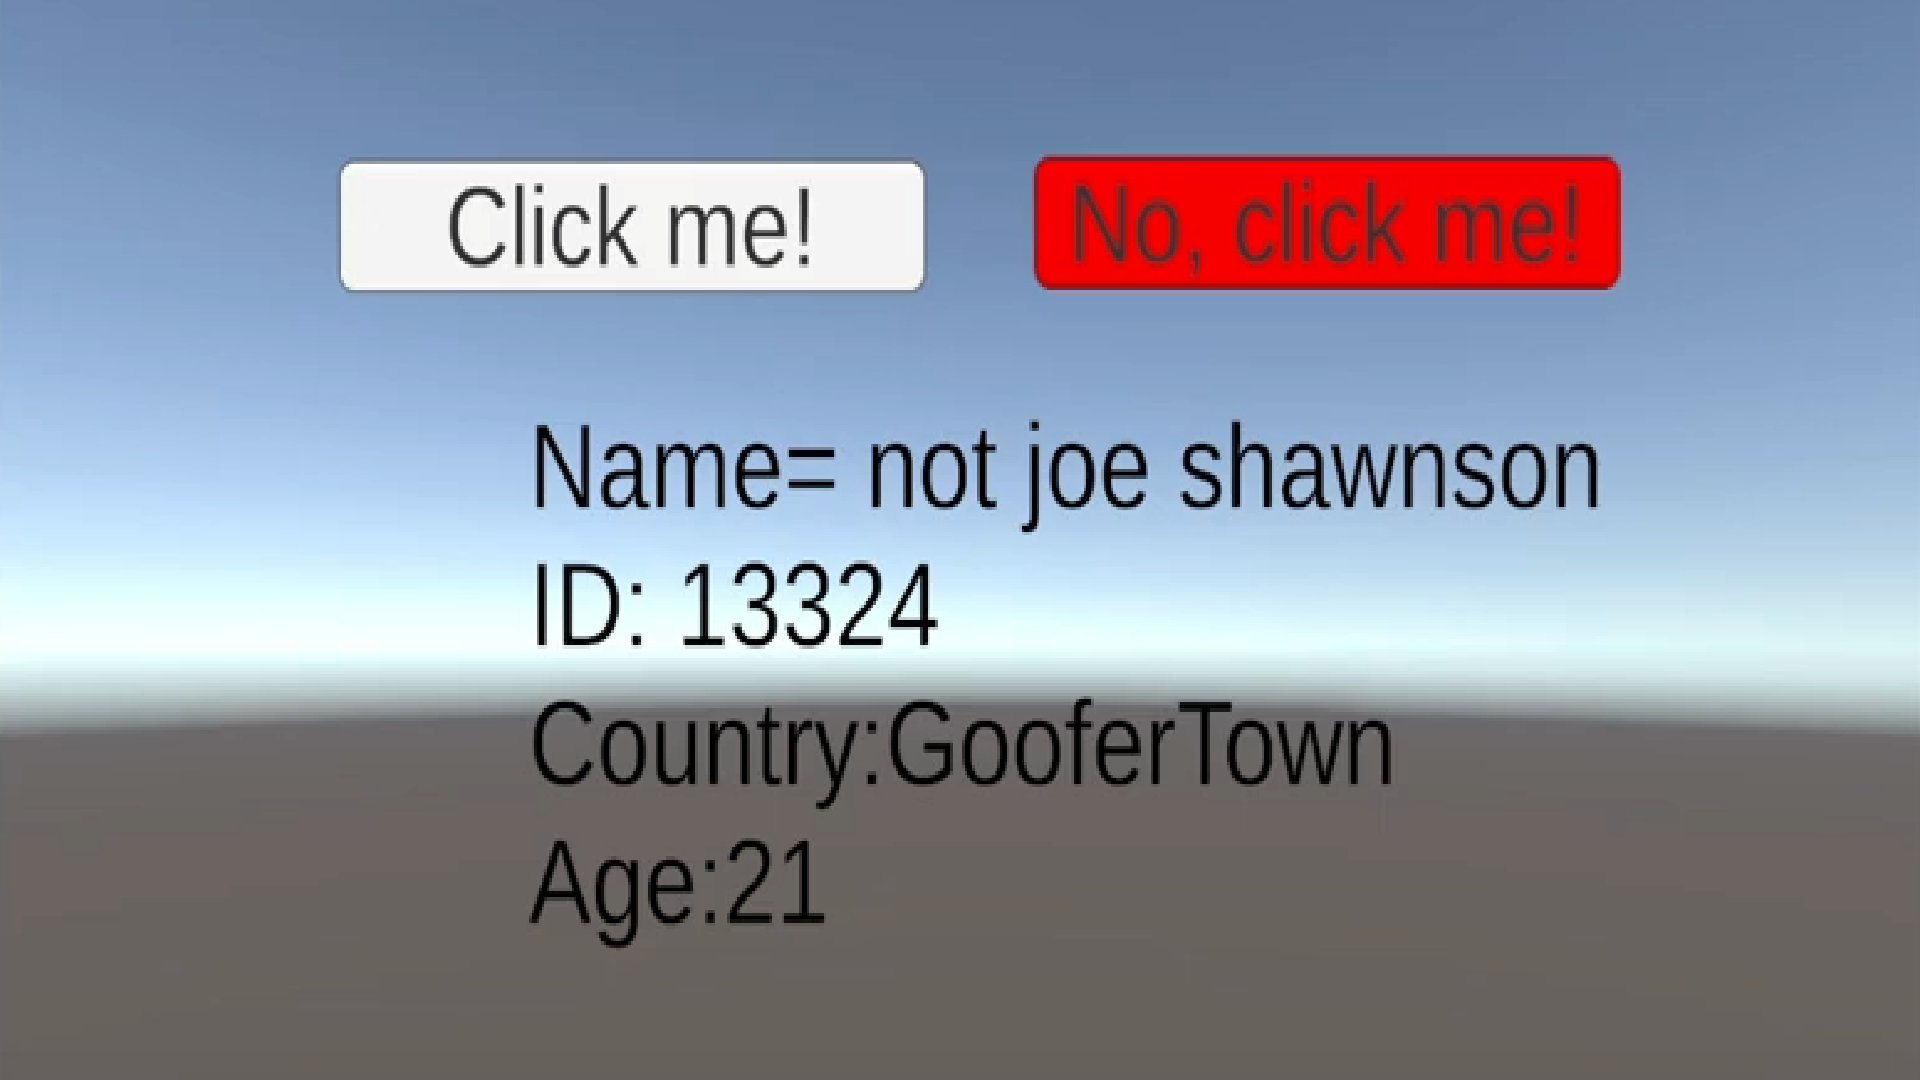 Click me!
No, click me!
Name= not joe shawnson
ID: 13324
Country:GooferTown
Age:21